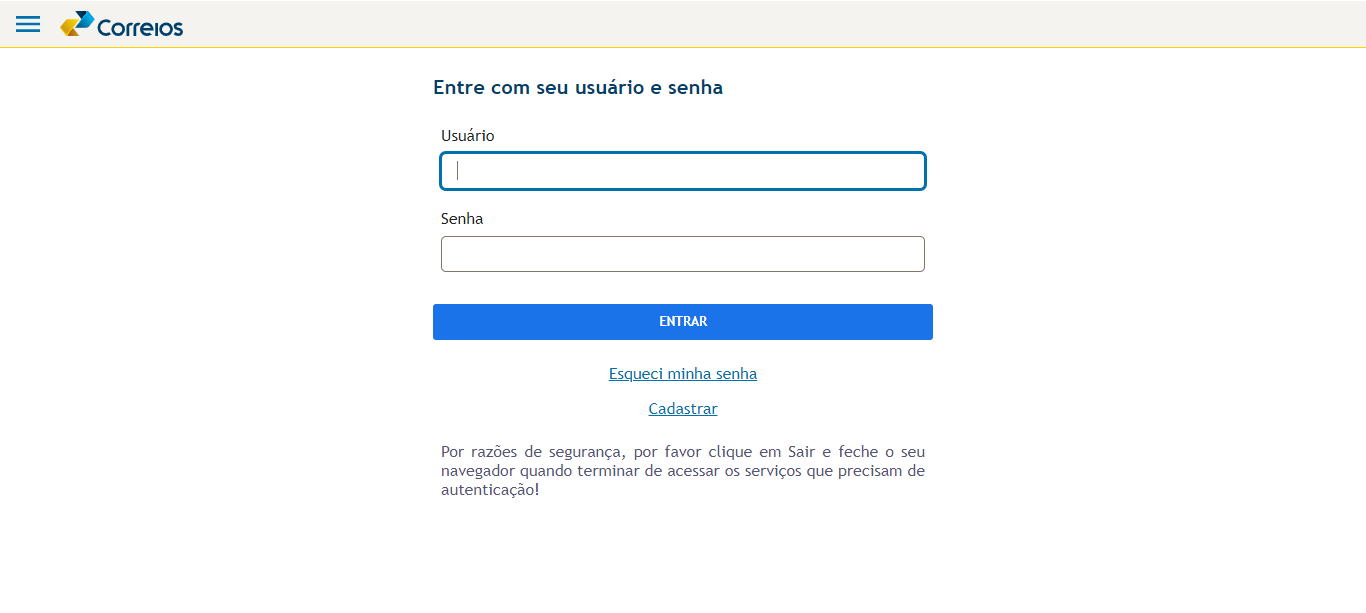 Correios
Entre com seu usuário e senha
Usuário
Senha
ENTRAR
Esqueci minha senha
Cadastrar
Por razões de segurança, por favor clique em Sair e feche o seu
navegador quando terminar de acessar os serviços que precisam de
autenticação!